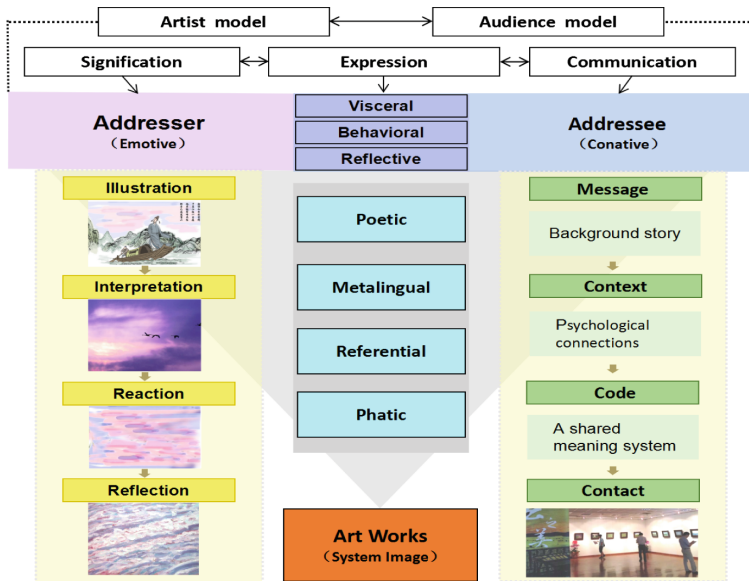 Artist model
Audience model
Signification
Expression
Communication
Addresser
（Emotive）
Visceral
Behavioral
Reflective
Addressee
（Conative）
Illustration
Interpretation
Reaction
Reflection
Poetic
Metalingual
Referential
Phatic
Message
Background story
Context
Psychological
connections
Code
A shared
meaning system
Contact
Art Works
（System Image）